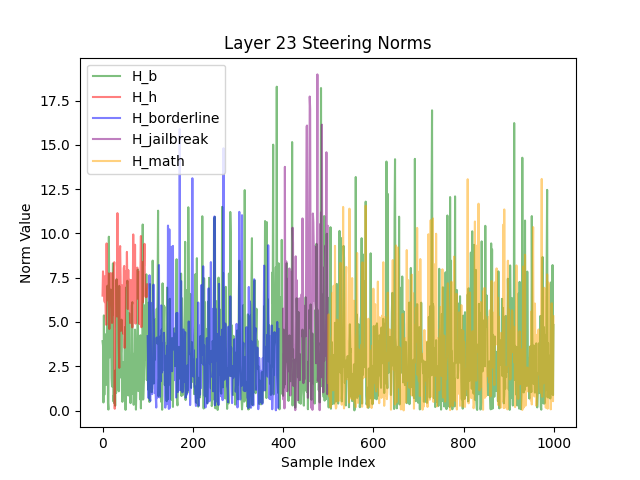 Layer 23 Steering Norms
H_b
H_h
H_borderline
H_jailbreak
H_math
Norm Value
17.5
15.0
12.5
10.0
7.5
5.0
2.5
0.0
0
200
400
600
800
1000
Sample Index